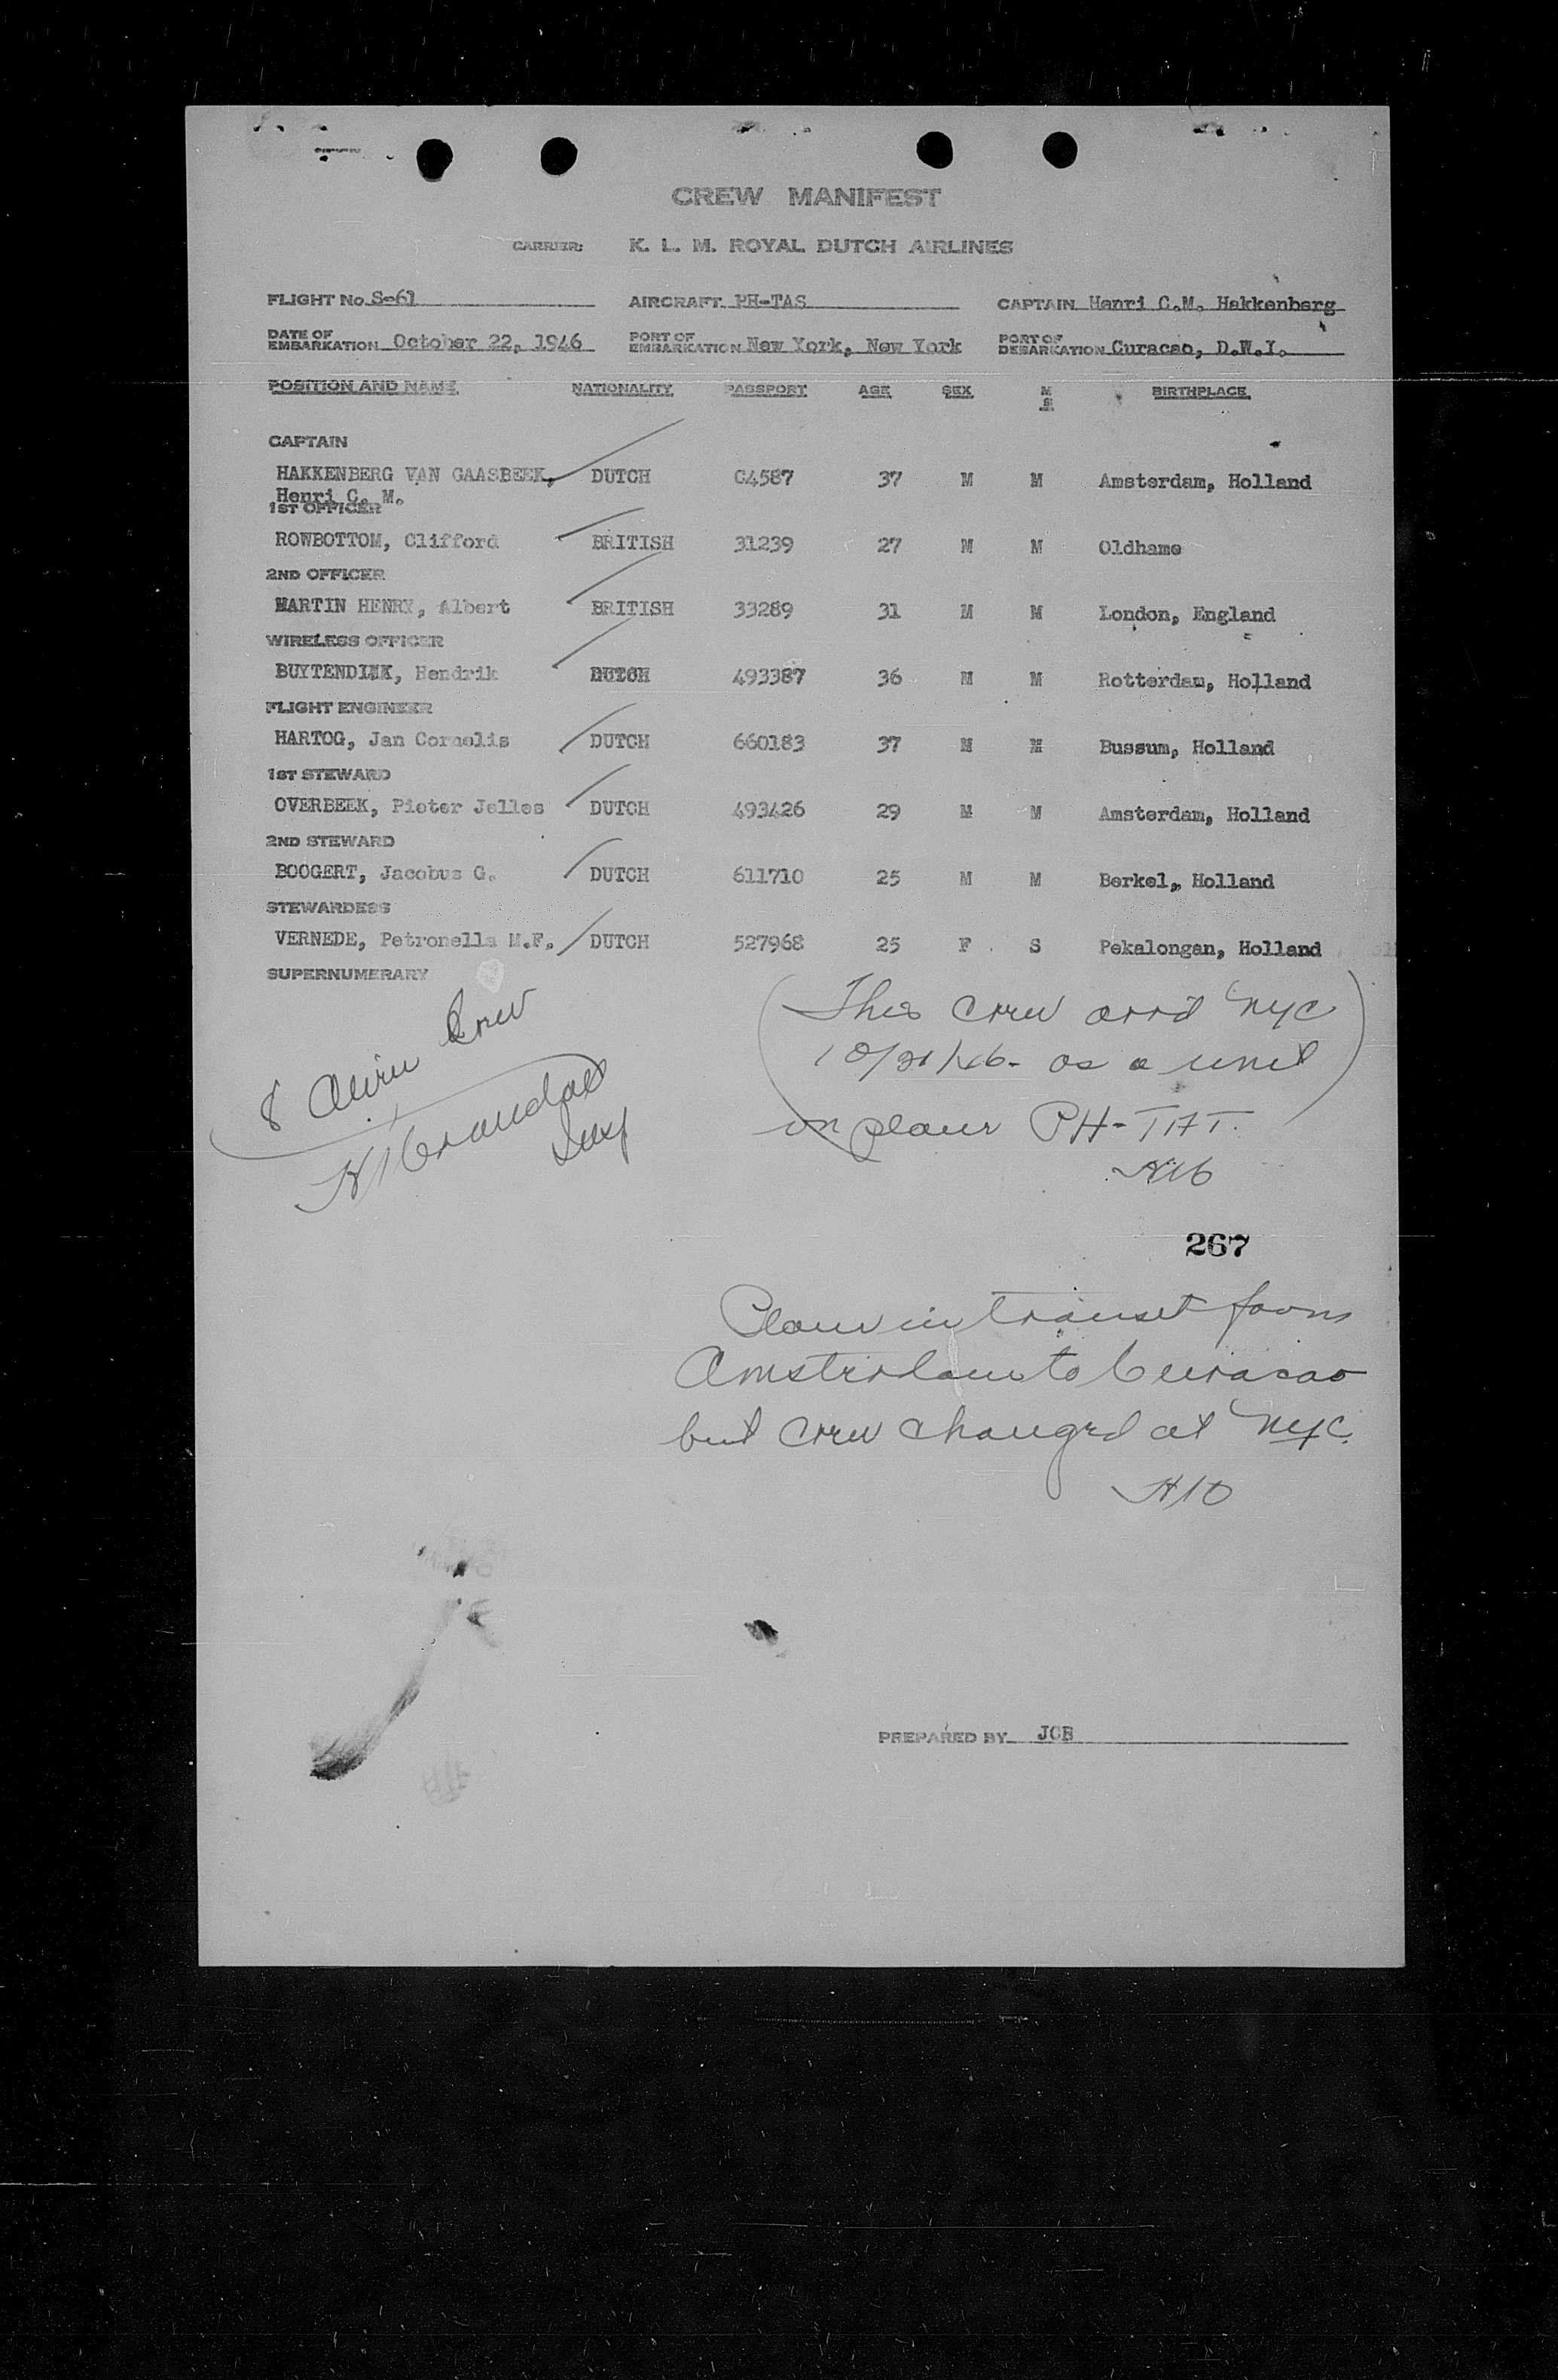 CREW MANIFEST
CARRIER: K. L. M. ROYAL DUTCH AIRLINES
FLIGHT No. S-61 AIRCRAFT PH-TAS CAPTAIN Henri C.M. Hakkenberg
DATE OF EMBARKATION October 22, 1946 PORT OF EMBARKATION New York, New York PORT OF DEBARKATION Curacao, D.W.I.
POSITION AND NAME NATIONALITY PASSPORT AGE SEX M S BIRTHPLACE
CAPTAIN
HAKKENBERG VAN GAASBEEK, DUTCH C4587 37 M M Amsterdam, Holland
Henri C. M.
1ST OFFICER
ROWBOTTOM, Clifford BRITISH 31239 27 M M Oldhame
2ND OFFICER
MARTIN HENRY, Albert BRITISH 33289 31 M M London, England
WIRELESS OFFICER
BUYTENDIJK, Hendrik DUTCH 493387 36 M M Rotterdam, Holland
FLIGHT ENGINEER
HARTOG, Jan Cornelis DUTCH 660183 37 M M Bussum, Holland
1ST STEWARD
OVERBEEK, Pieter Jelles DUTCH 493426 29 M M Amsterdam, Holland
2ND STEWARD
BOOGERT, Jacobus G. DUTCH 611710 25 M M Berkel, Holland
STEWARDESS
VERNEDE, Petronella M.F. DUTCH 527968 25 F S Pekalongan, Holland
SUPERNUMERARY
8 Alien Crew
(This crew arr'd NYC
10/21/46- as a unit)
in plane PH-TAT.
267
Plane in transit from
Amsterdam to Curacao
but crew changed at NYC.
PREPARED BY JCB